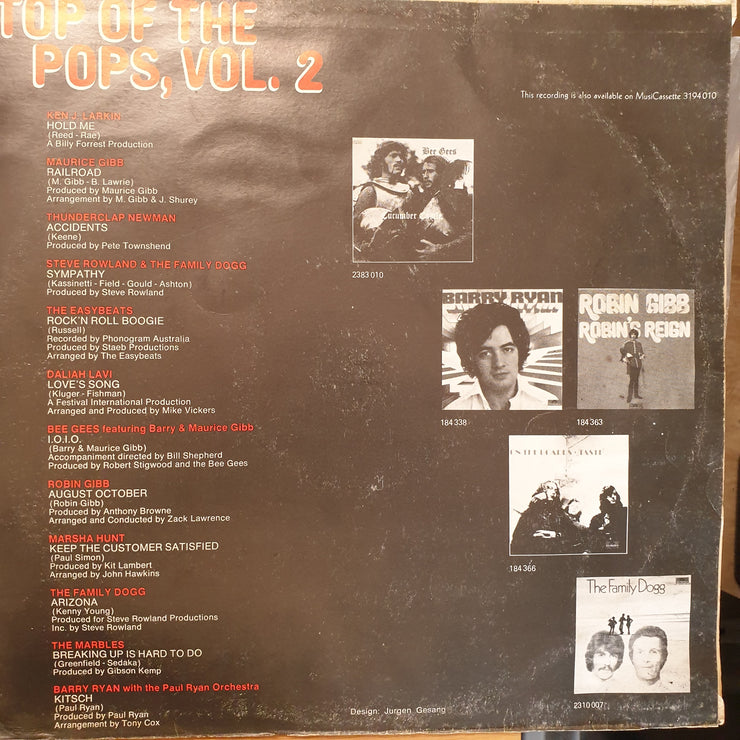 TOP OF THE
POPS, VOL. 2
This recording is also available on MusiCassette 3194 010
KEN J. LARKIN
HOLD ME
(Reed - Rae)
A Billy Forrest Production
MAURICE GIBB
RAILROAD
(M. Gibb - B. Lawrie)
Produced by Maurice Gibb
Arrangement by M. Gibb & J. Shurey
THUNDERCLAP NEWMAN
ACCIDENTS
(Keene)
Produced by Pete Townshend
STEVE ROWLAND & THE FAMILY DOGG
SYMPATHY
(Kassinetti - Field - Gould - Ashton)
Produced by Steve Rowland
THE EASYBEATS
ROCK'N ROLL BOOGIE
(Russell)
Recorded by Phonogram Australia
Produced by Staeb Productions
Arranged by The Easybeats
DALIAH LAVI
LOVE'S SONG
(Kluger - Fishman)
A Festival International Production
Arranged and Produced by Mike Vickers
BEE GEES featuring Barry & Maurice Gibb
I.O.I.O.
(Barry & Maurice Gibb)
Accompaniment directed by Bill Shepherd
Produced by Robert Stigwood and the Bee Gees
ROBIN GIBB
AUGUST OCTOBER
(Robin Gibb)
Produced by Anthony Browne
Arranged and Conducted by Zack Lawrence
MARSHA HUNT
KEEP THE CUSTOMER SATISFIED
(Paul Simon)
Produced by Kit Lambert
Arranged by John Hawkins
THE FAMILY DOGG
ARIZONA
(Kenny Young)
Produced for Steve Rowland Productions
Inc. by Steve Rowland
THE MARBLES
BREAKING UP IS HARD TO DO
(Greenfield - Sedaka)
Produced by Gibson Kemp
BARRY RYAN with the Paul Ryan Orchestra
KITSCH
(Paul Ryan)
Produced by Paul Ryan
Arrangement by Tony Cox
Bee Gees
Cucumber Castle
2383 010
BARRY RYAN
184 338
ROBIN GIBB
ROBIN'S REIGN
184 363
ON THE BOARDS - TASTE
184 366
The Family Dogg
2310 007
Design: Jurgen Gesang